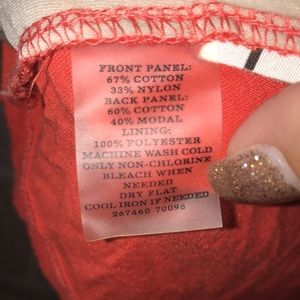 FRONT PANEL:
67% COTTON
33% NYLON
BACK PANEL:
60% COTTON
40% MODAL
LINING:
100% POLYESTER
MACHINE WASH COLD
ONLY NON-CHLORINE
BLEACH WHEN
NEEDED
DRY FLAT
COOL IRON IF NEEDED
267460 70096